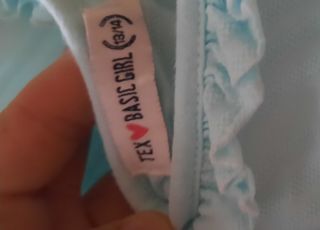 TEX ❤ BASIC GIRL (13/14)